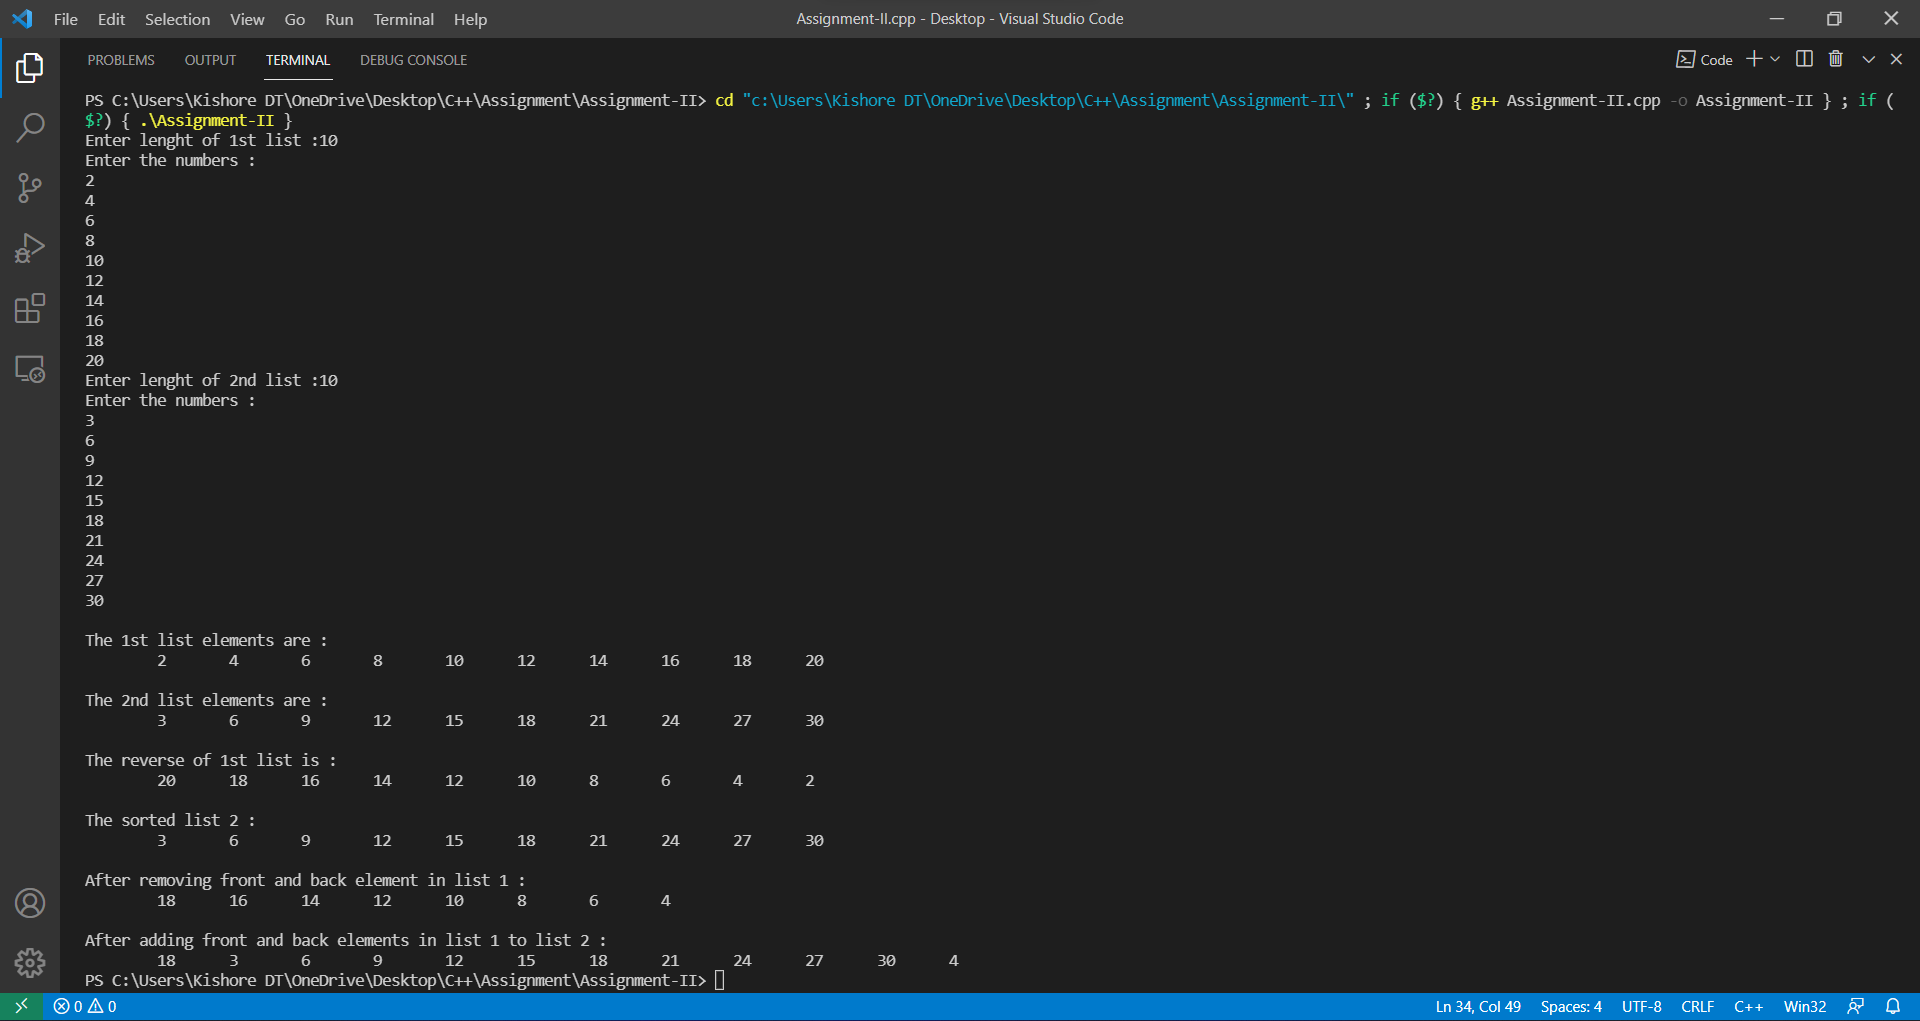 File Edit Selection View Go Run Terminal Help Assignment-II.cpp - Desktop - Visual Studio Code
PROBLEMS OUTPUT TERMINAL DEBUG CONSOLE Code
PS C:\Users\Kishore DT\OneDrive\Desktop\C++\Assignment\Assignment-II> cd "c:\Users\Kishore DT\OneDrive\Desktop\C++\Assignment\Assignment-II\" ; if ($?) { g++ Assignment-II.cpp -o Assignment-II } ; if (
$?) { .\Assignment-II }
Enter lenght of 1st list :10
Enter the numbers :
2
4
6
8
10
12
14
16
18
20
Enter lenght of 2nd list :10
Enter the numbers :
3
6
9
12
15
18
21
24
27
30
The 1st list elements are :
2 4 6 8 10 12 14 16 18 20
The 2nd list elements are :
3 6 9 12 15 18 21 24 27 30
The reverse of 1st list is :
20 18 16 14 12 10 8 6 4 2
The sorted list 2 :
3 6 9 12 15 18 21 24 27 30
After removing front and back element in list 1 :
18 16 14 12 10 8 6 4
After adding front and back elements in list 1 to list 2 :
18 3 6 9 12 15 18 21 24 27 30 4
PS C:\Users\Kishore DT\OneDrive\Desktop\C++\Assignment\Assignment-II>
0 0 Ln 34, Col 49 Spaces: 4 UTF-8 CRLF C++ Win32